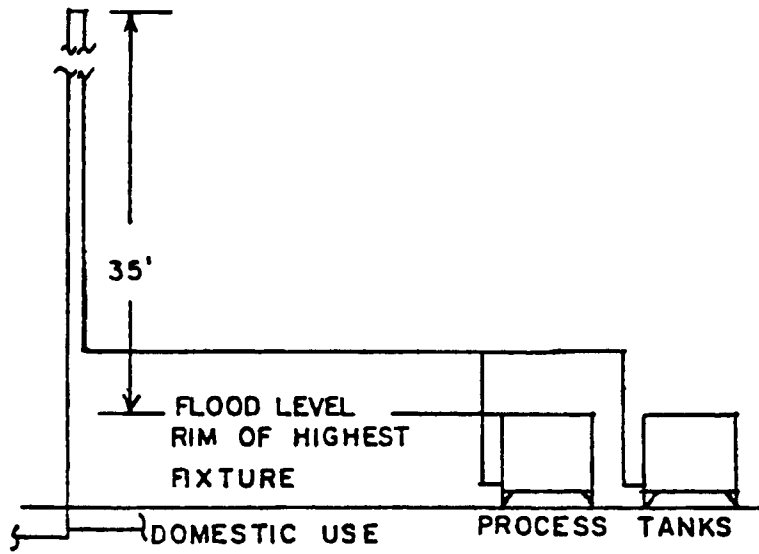 35'
FLOOD LEVEL
RIM OF HIGHEST
FIXTURE
DOMESTIC USE
PROCESS TANKS